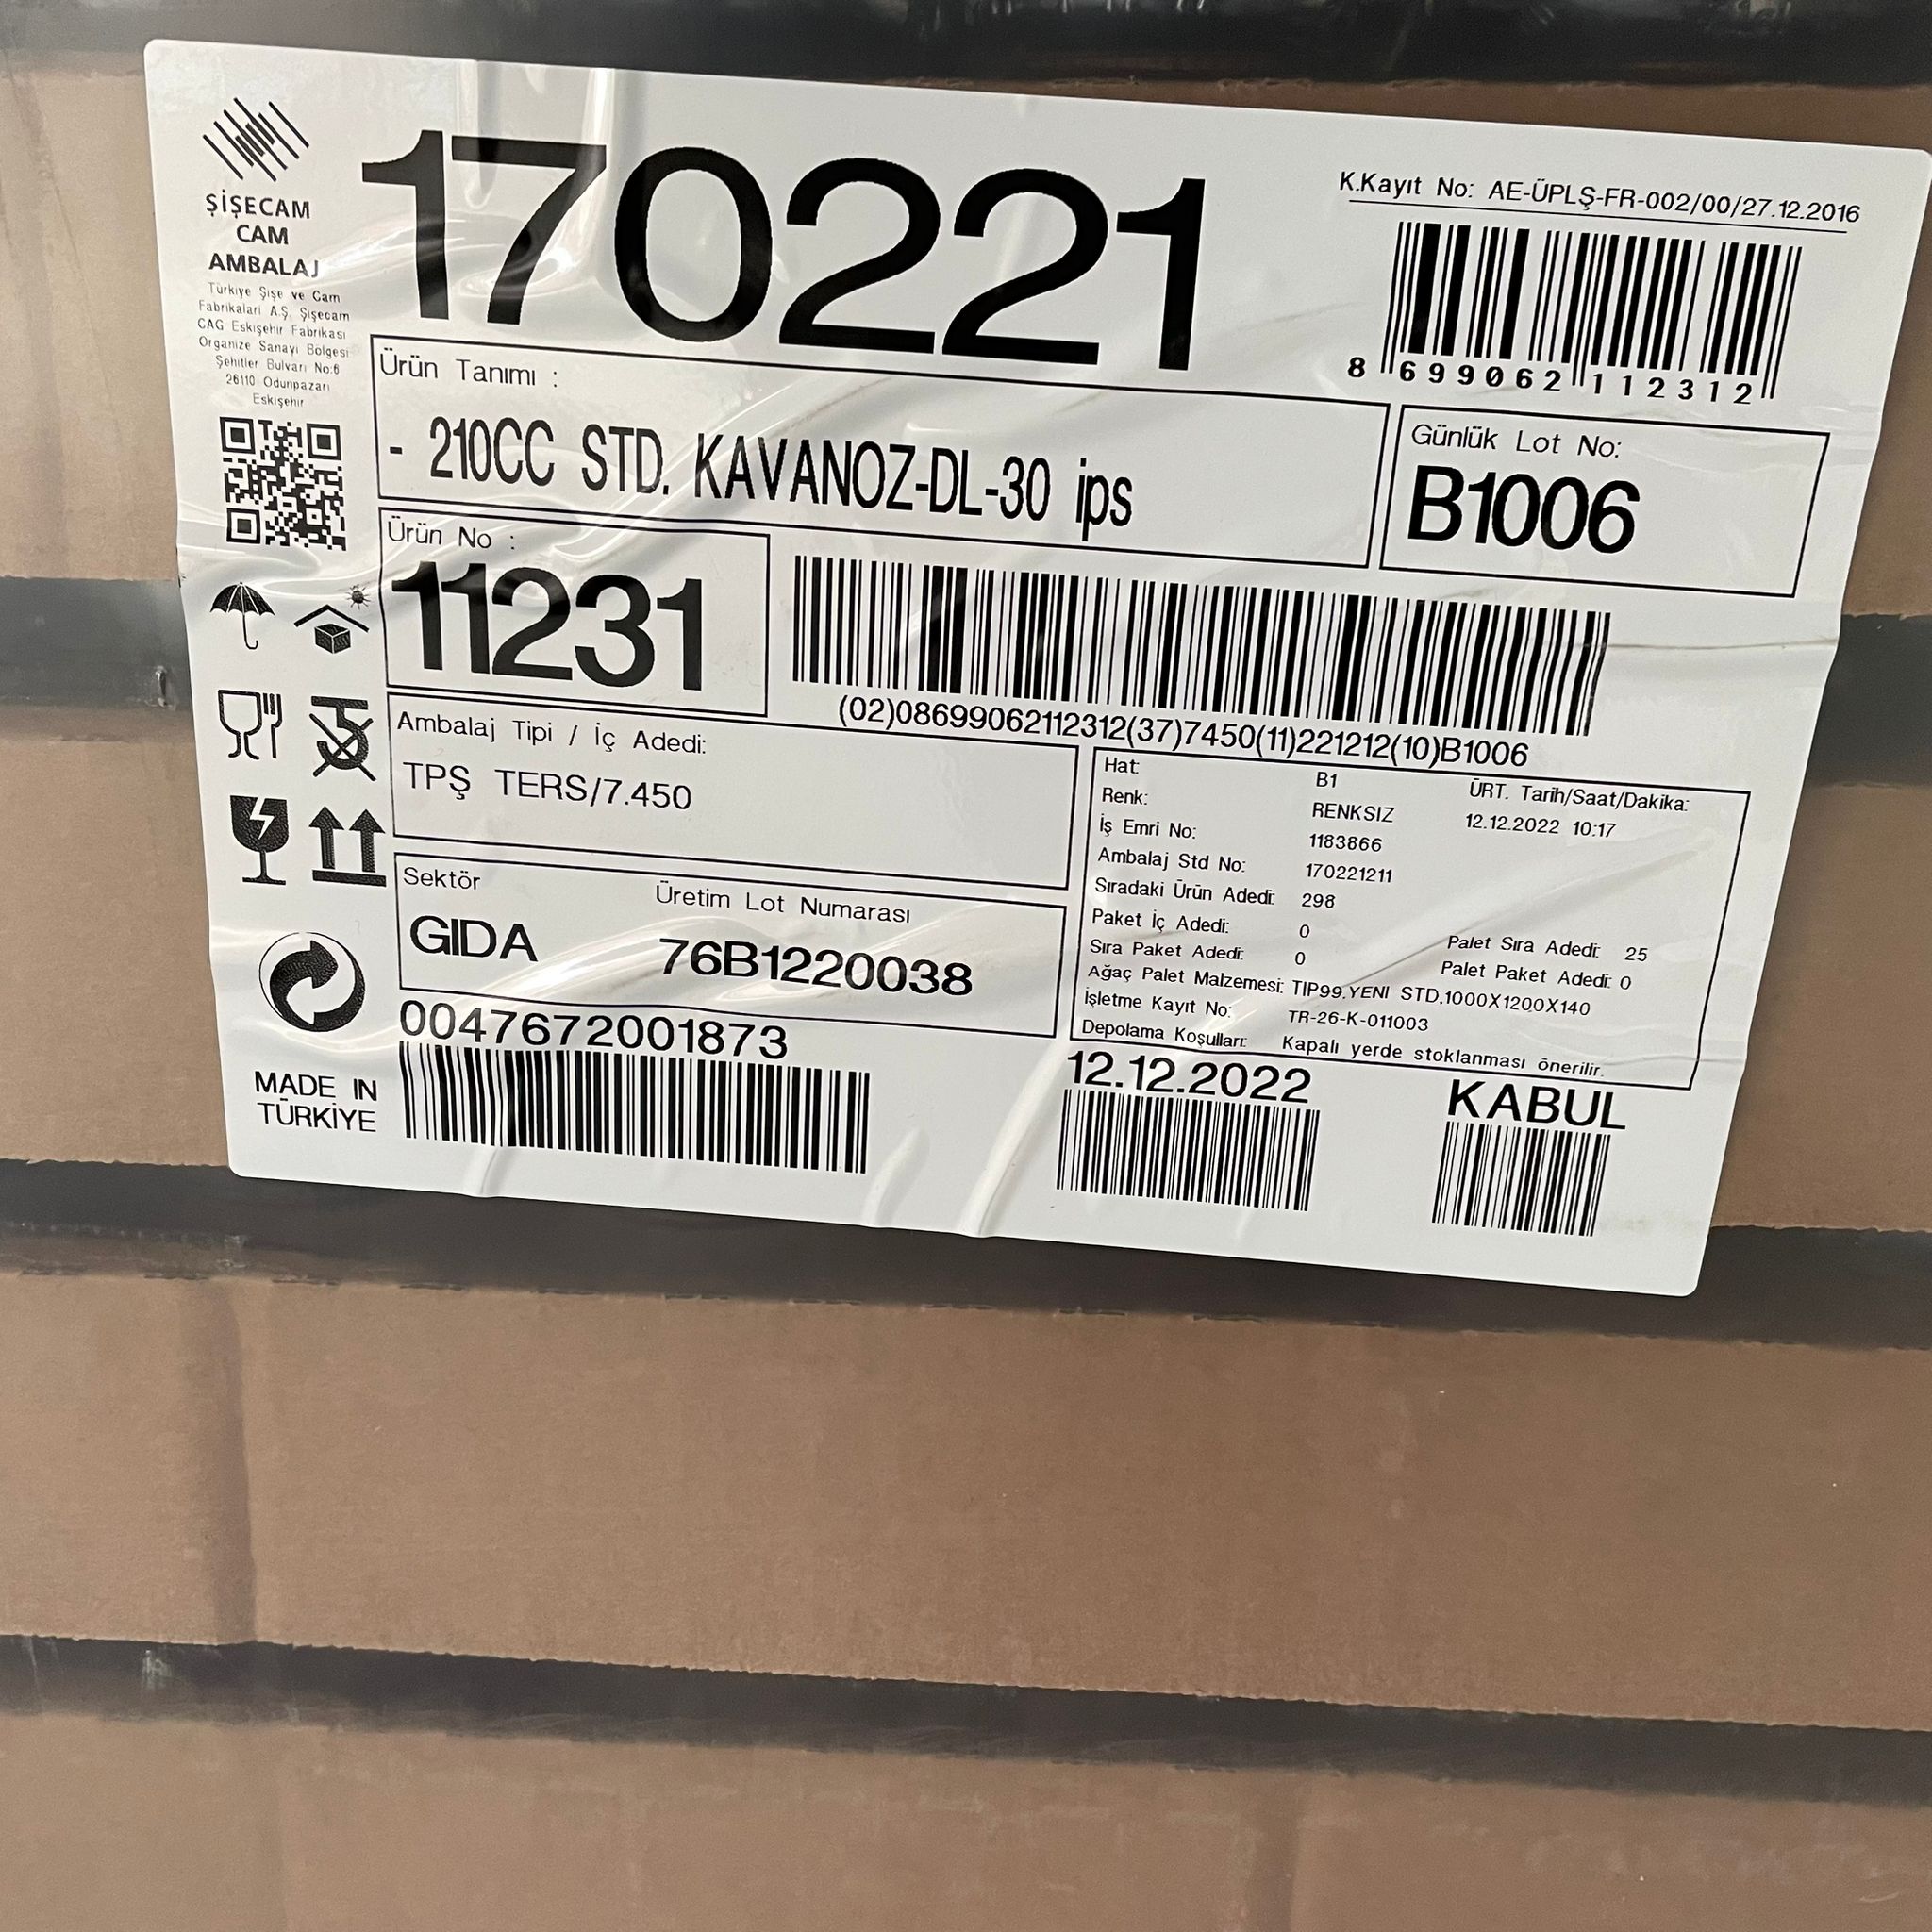 ŞİŞECAM
CAM
AMBALAJ
Türkiye Şişe ve Cam
Fabrikaları A.Ş. Şişecam
CAG Eskişehir Fabrikası
Organize Sanayi Bölgesi
Şehitler Bulvarı No:6
26110 Odunpazarı
Eskişehir
170221
K.Kayıt No: AE-ÜPLŞ-FR-002/00/27.12.2016
8 699062 112312
Ürün Tanımı :
- 210CC STD. KAVANOZ-DL-30 ips
Günlük Lot No:
B1006
Ürün No :
11231
(02)08699062112312(37)7450(11)221212(10)B1006
Ambalaj Tipi / İç Adedi:
TPŞ TERS/7.450
Sektör Üretim Lot Numarası
GIDA 76B1220038
Hat: B1 ÜRT. Tarih/Saat/Dakika:
Renk: RENKSIZ 12.12.2022 10:17
İş Emri No: 1183866
Ambalaj Std No: 170221211
Sıradaki Ürün Adedi: 298
Paket İç Adedi: 0 Palet Sıra Adedi: 25
Sıra Paket Adedi: 0 Palet Paket Adedi: 0
Ağaç Palet Malzemesi: TIP99.YENI STD.1000X1200X140
İşletme Kayıt No: TR-26-K-011003
Depolama Koşulları: Kapalı yerde stoklanması önerilir.
0047672001873
12.12.2022
KABUL
MADE IN
TÜRKİYE